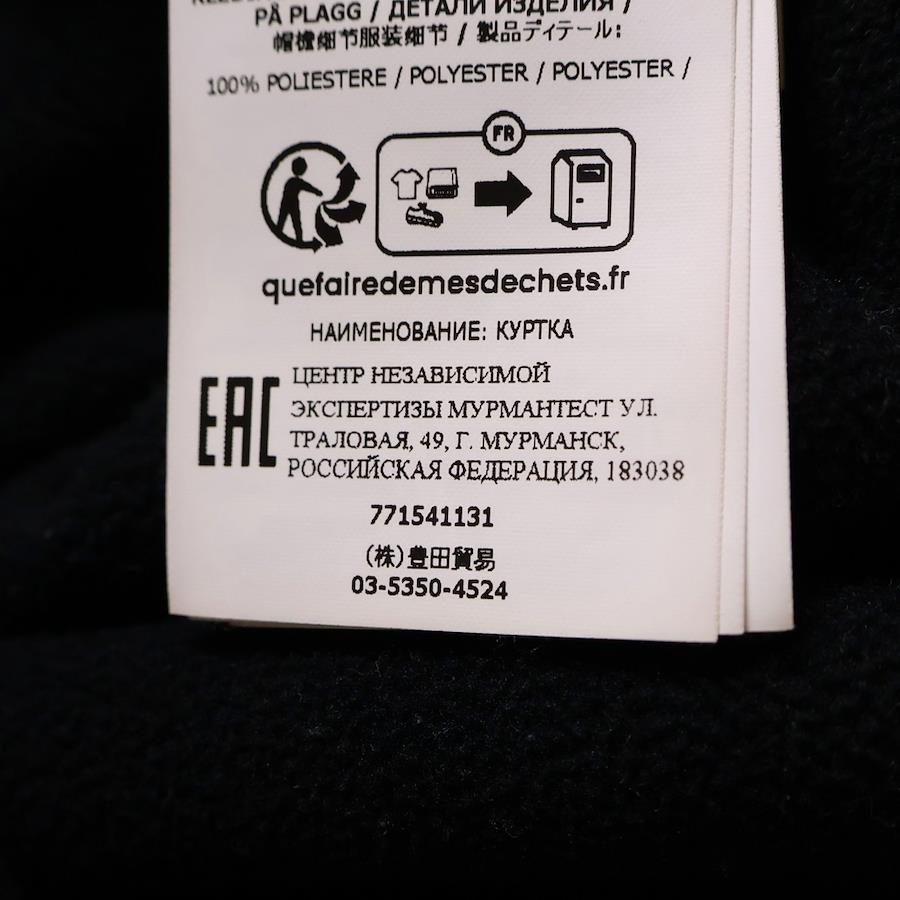 PÅ PLAGG / ДЕТАЛИ ИЗДЕЛИЯ /
帽檐细节服装细节 / 製品ディテール:
100% POLIESTERE / POLYESTER / POLYESTER /
FR
quefairedemesdechets.fr
НАИМЕНОВАНИЕ: КУРТКА
EAC
ЦЕНТР НЕЗАВИСИМОЙ
ЭКСПЕРТИЗЫ МУРМАНТЕСТ УЛ.
ТРАЛОВАЯ, 49, Г. МУРМАНСК,
РОССИЙСКАЯ ФЕДЕРАЦИЯ, 183038
771541131
(株)豊田貿易
03-5350-4524